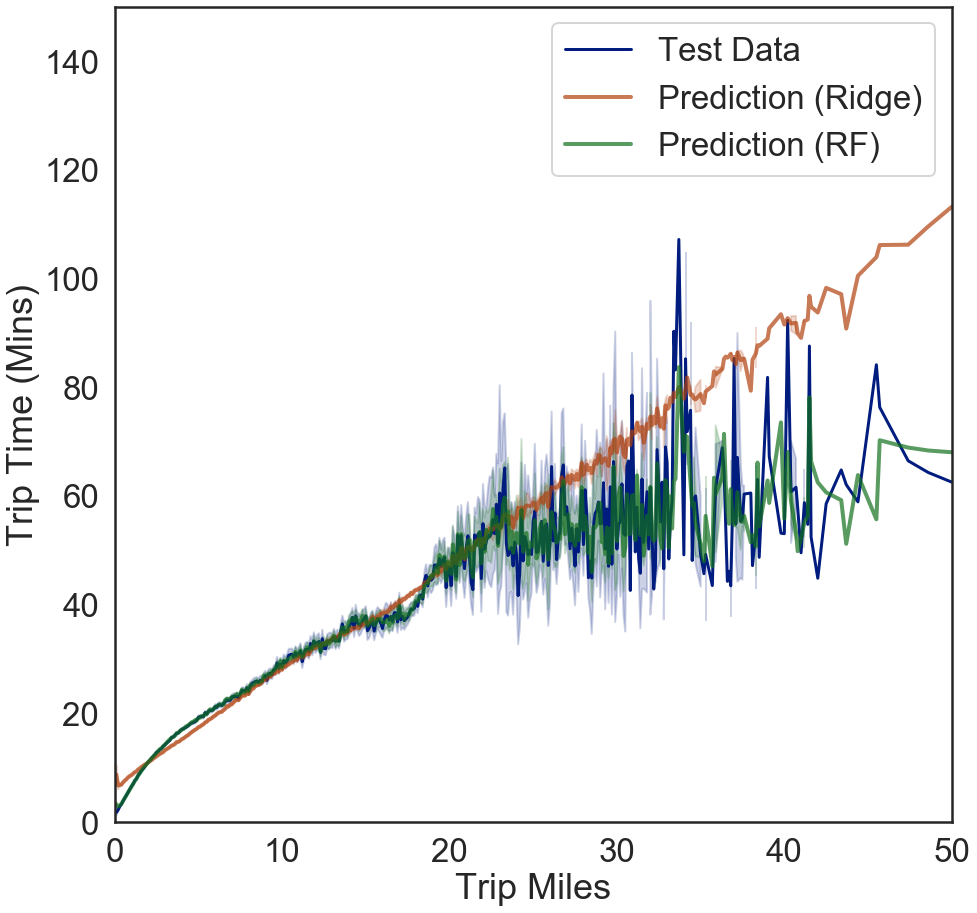 Test Data
Prediction (Ridge)
Prediction (RF)
Trip Time (Mins)
140
120
100
80
60
40
20
0
0 10 20 30 40 50
Trip Miles